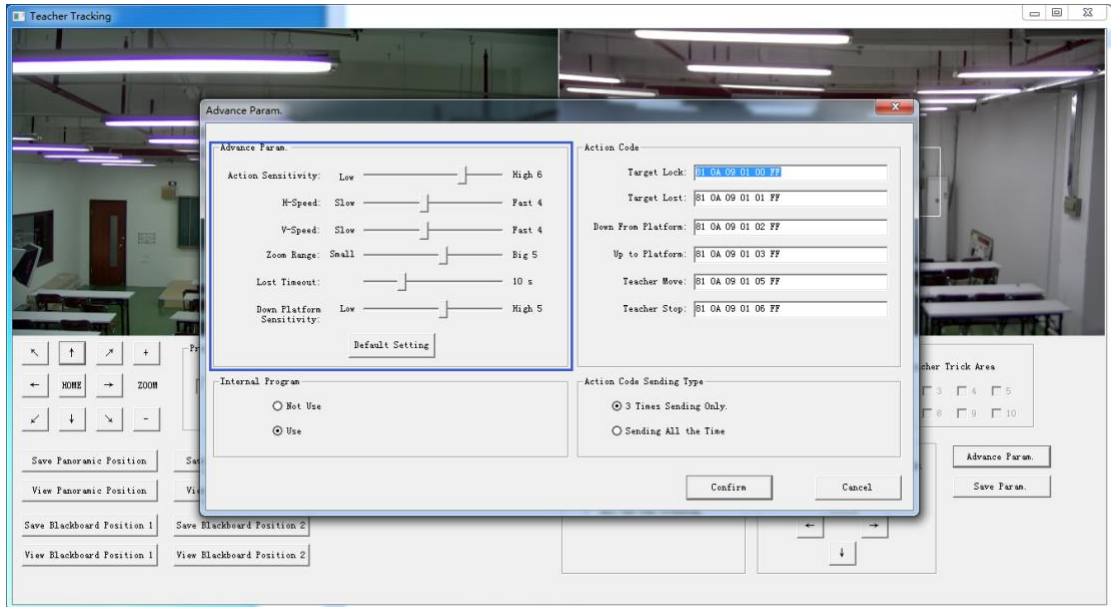 Teacher Tracking
Advance Param.
Advance Param.
Action Sensitivity: Low High 6
H-Speed: Slow Fast 4
V-Speed: Slow Fast 4
Zoom Range: Small Big 5
Lost Timeout: 10 s
Down Platform Low High 5
Sensitivity:
Default Setting
Action Code
Target Lock: 81 0A 09 01 00 FF
Target Lost: 81 0A 09 01 01 FF
Down From Platform: 81 0A 09 01 02 FF
Up to Platform: 81 0A 09 01 03 FF
Teacher Move: 81 0A 09 01 05 FF
Teacher Stop: 81 0A 09 01 06 FF
Internal Program
Not Use
Use
Action Code Sending Type
3 Times Sending Only.
Sending All the Time
Confirm Cancel
+
HOME ZOOM
-
Trick Area
3 4 5
8 9 10
Save Panoramic Position
View Panoramic Position
Save Blackboard Position 1 Save Blackboard Position 2
View Blackboard Position 1 View Blackboard Position 2
Advance Param.
Save Param.